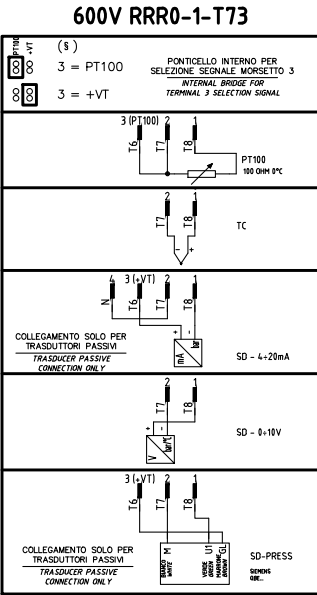 600V RRR0-1-T73
PT100
+VT
(§)
3 = PT100
3 = +VT
PONTICELLO INTERNO PER
SELEZIONE SEGNALE MORSETTO 3
INTERNAL BRIDGE FOR
TERMINAL 3 SELECTION SIGNAL
3 (PT100) 2 1
T6 T7 T8
PT100
100 OHM 0°C
2 1
T7 T8
- +
TC
4 3 (+VT) 2 1
N T6 T7 T8
+ -
mA bar
COLLEGAMENTO SOLO PER
TRASDUTTORI PASSIVI
TRASDUCER PASSIVE
CONNECTION ONLY
SD - 4÷20mA
2 1
T7 T8
+ -
V bar/°C
SD - 0÷10V
3 (+VT) 2 1
T6 T7 T8
COLLEGAMENTO SOLO PER
TRASDUTTORI PASSIVI
TRASDUCER PASSIVE
CONNECTION ONLY
BIANCO
WHITE
M
VERDE
GREEN
U1
MARRONE
BROWN
GL
SD-PRESS
SIEMENS
QBE...